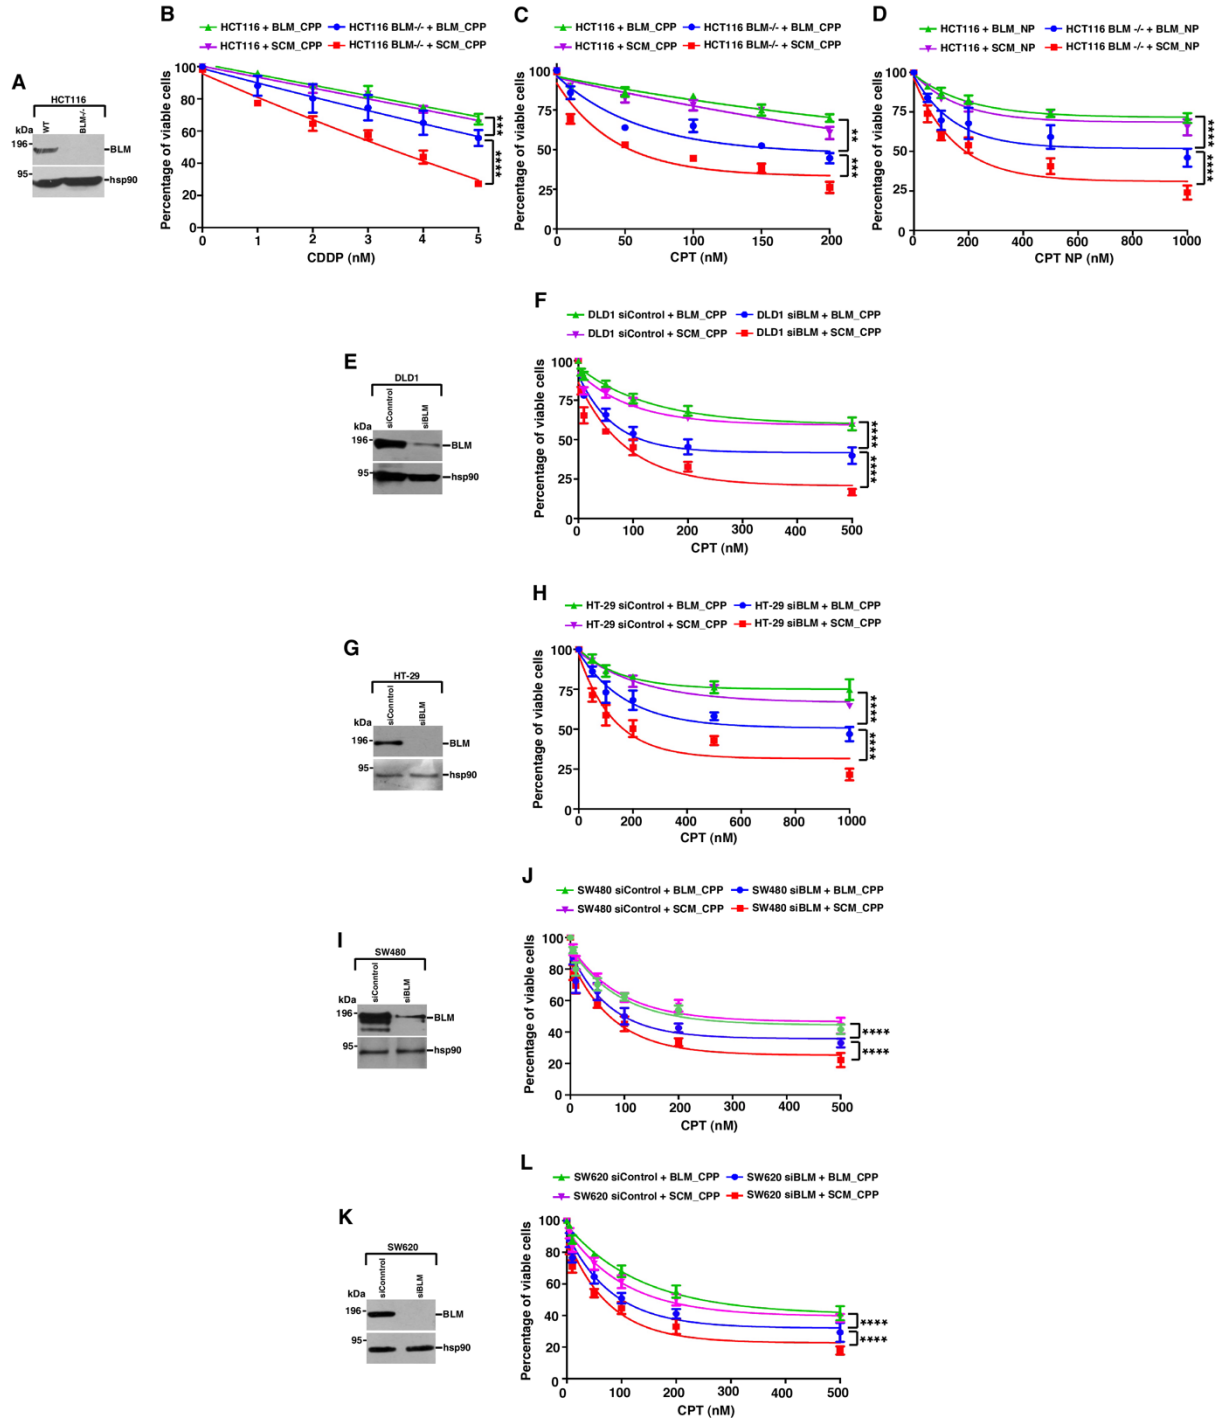 A
HCT116
WT
BLM-/-
kDa
196
BLM
95
hsp90
B
HCT116 + BLM_CPP
HCT116 BLM-/- + BLM_CPP
HCT116 + SCM_CPP
HCT116 BLM-/- + SCM_CPP
Percentage of viable cells
100
80
60
40
20
0
0 1 2 3 4 5
CDDP (nM)
***
****
C
HCT116 + BLM_CPP
HCT116 BLM-/- + BLM_CPP
HCT116 + SCM_CPP
HCT116 BLM-/- + SCM_CPP
Percentage of viable cells
100
75
50
25
0
0 50 100 150 200
CPT (nM)
**
***
D
HCT116 + BLM_NP
HCT116 BLM -/- + BLM_NP
HCT116 + SCM_NP
HCT116 BLM -/- + SCM_NP
Percentage of viable cells
100
75
50
25
0
0 200 400 600 800 1000
CPT NP (nM)
****
****
E
DLD1
siConntrol
siBLM
kDa
196
BLM
95
hsp90
F
DLD1 siControl + BLM_CPP
DLD1 siBLM + BLM_CPP
DLD1 siControl + SCM_CPP
DLD1 siBLM + SCM_CPP
Percentage of viable cells
100
75
50
25
0
0 100 200 300 400 500
CPT (nM)
****
****
G
HT-29
siConntrol
siBLM
kDa
196
BLM
95
hsp90
H
HT-29 siControl + BLM_CPP
HT-29 siBLM + BLM_CPP
HT-29 siControl + SCM_CPP
HT-29 siBLM + SCM_CPP
Percentage of viable cells
100
75
50
25
0
0 200 400 600 800 1000
CPT (nM)
****
****
I
SW480
siConntrol
siBLM
kDa
196
BLM
95
hsp90
J
SW480 siControl + BLM_CPP
SW480 siBLM + BLM_CPP
SW480 siControl + SCM_CPP
SW480 siBLM + SCM_CPP
Percentage of viable cells
100
80
60
40
20
0
0 100 200 300 400 500
CPT (nM)
****
****
K
SW620
siConntrol
siBLM
kDa
196
BLM
95
hsp90
L
SW620 siControl + BLM_CPP
SW620 siBLM + BLM_CPP
SW620 siControl + SCM_CPP
SW620 siBLM + SCM_CPP
Percentage of viable cells
100
80
60
40
20
0
0 100 200 300 400 500
CPT (nM)
****
****